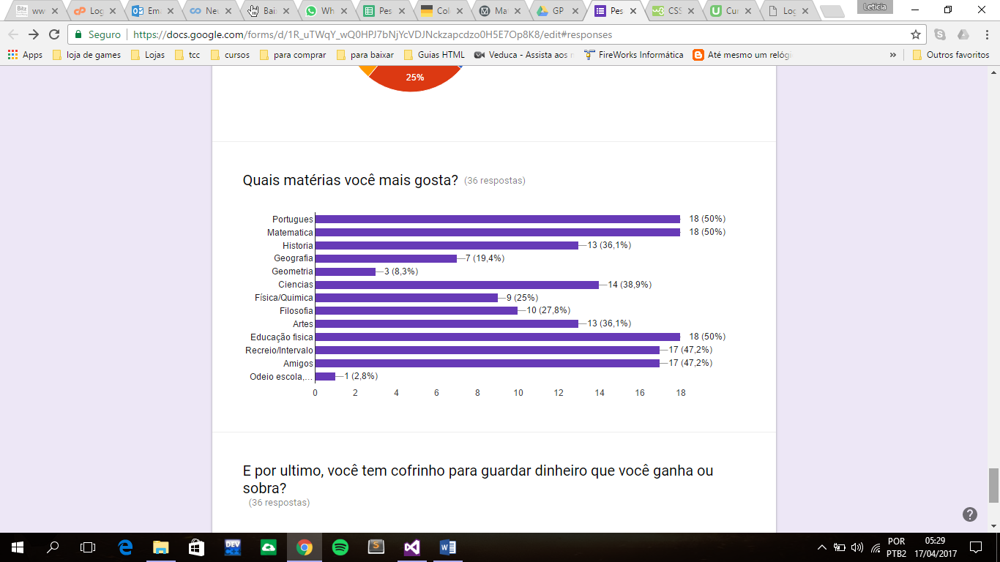 ww
Log
Em
Neu
Bai
Wh
Pes
Col
Ma
GP
Pes
CSS
Cur
Log
Leticia
Seguro
https://docs.google.com/forms/d/1R_uTWqY_wQ0HPJ7bNjYcVDJNckzapcdzo0H5E7Op8K8/edit#responses
Apps loja de games Lojas tcc cursos para comprar para baixar Guias HTML Veduca - Assista aos FireWorks Informática Até mesmo um relóg » Outros favoritos
25%
Quais matérias você mais gosta? (36 respostas)
Portugues 18 (50%)
Matematica 18 (50%)
Historia 13 (36,1%)
Geografia 7 (19,4%)
Geometria 3 (8,3%)
Ciencias 14 (38,9%)
Física/Quimica 9 (25%)
Filosofia 10 (27,8%)
Artes 13 (36,1%)
Educação fisica 18 (50%)
Recreio/Intervalo 17 (47,2%)
Amigos 17 (47,2%)
Odeio escola,... 1 (2,8%)
0 2 4 6 8 10 12 14 16 18
E por ultimo, você tem cofrinho para guardar dinheiro que você ganha ou
sobra?
(36 respostas)
POR 05:29
PTB2 17/04/2017